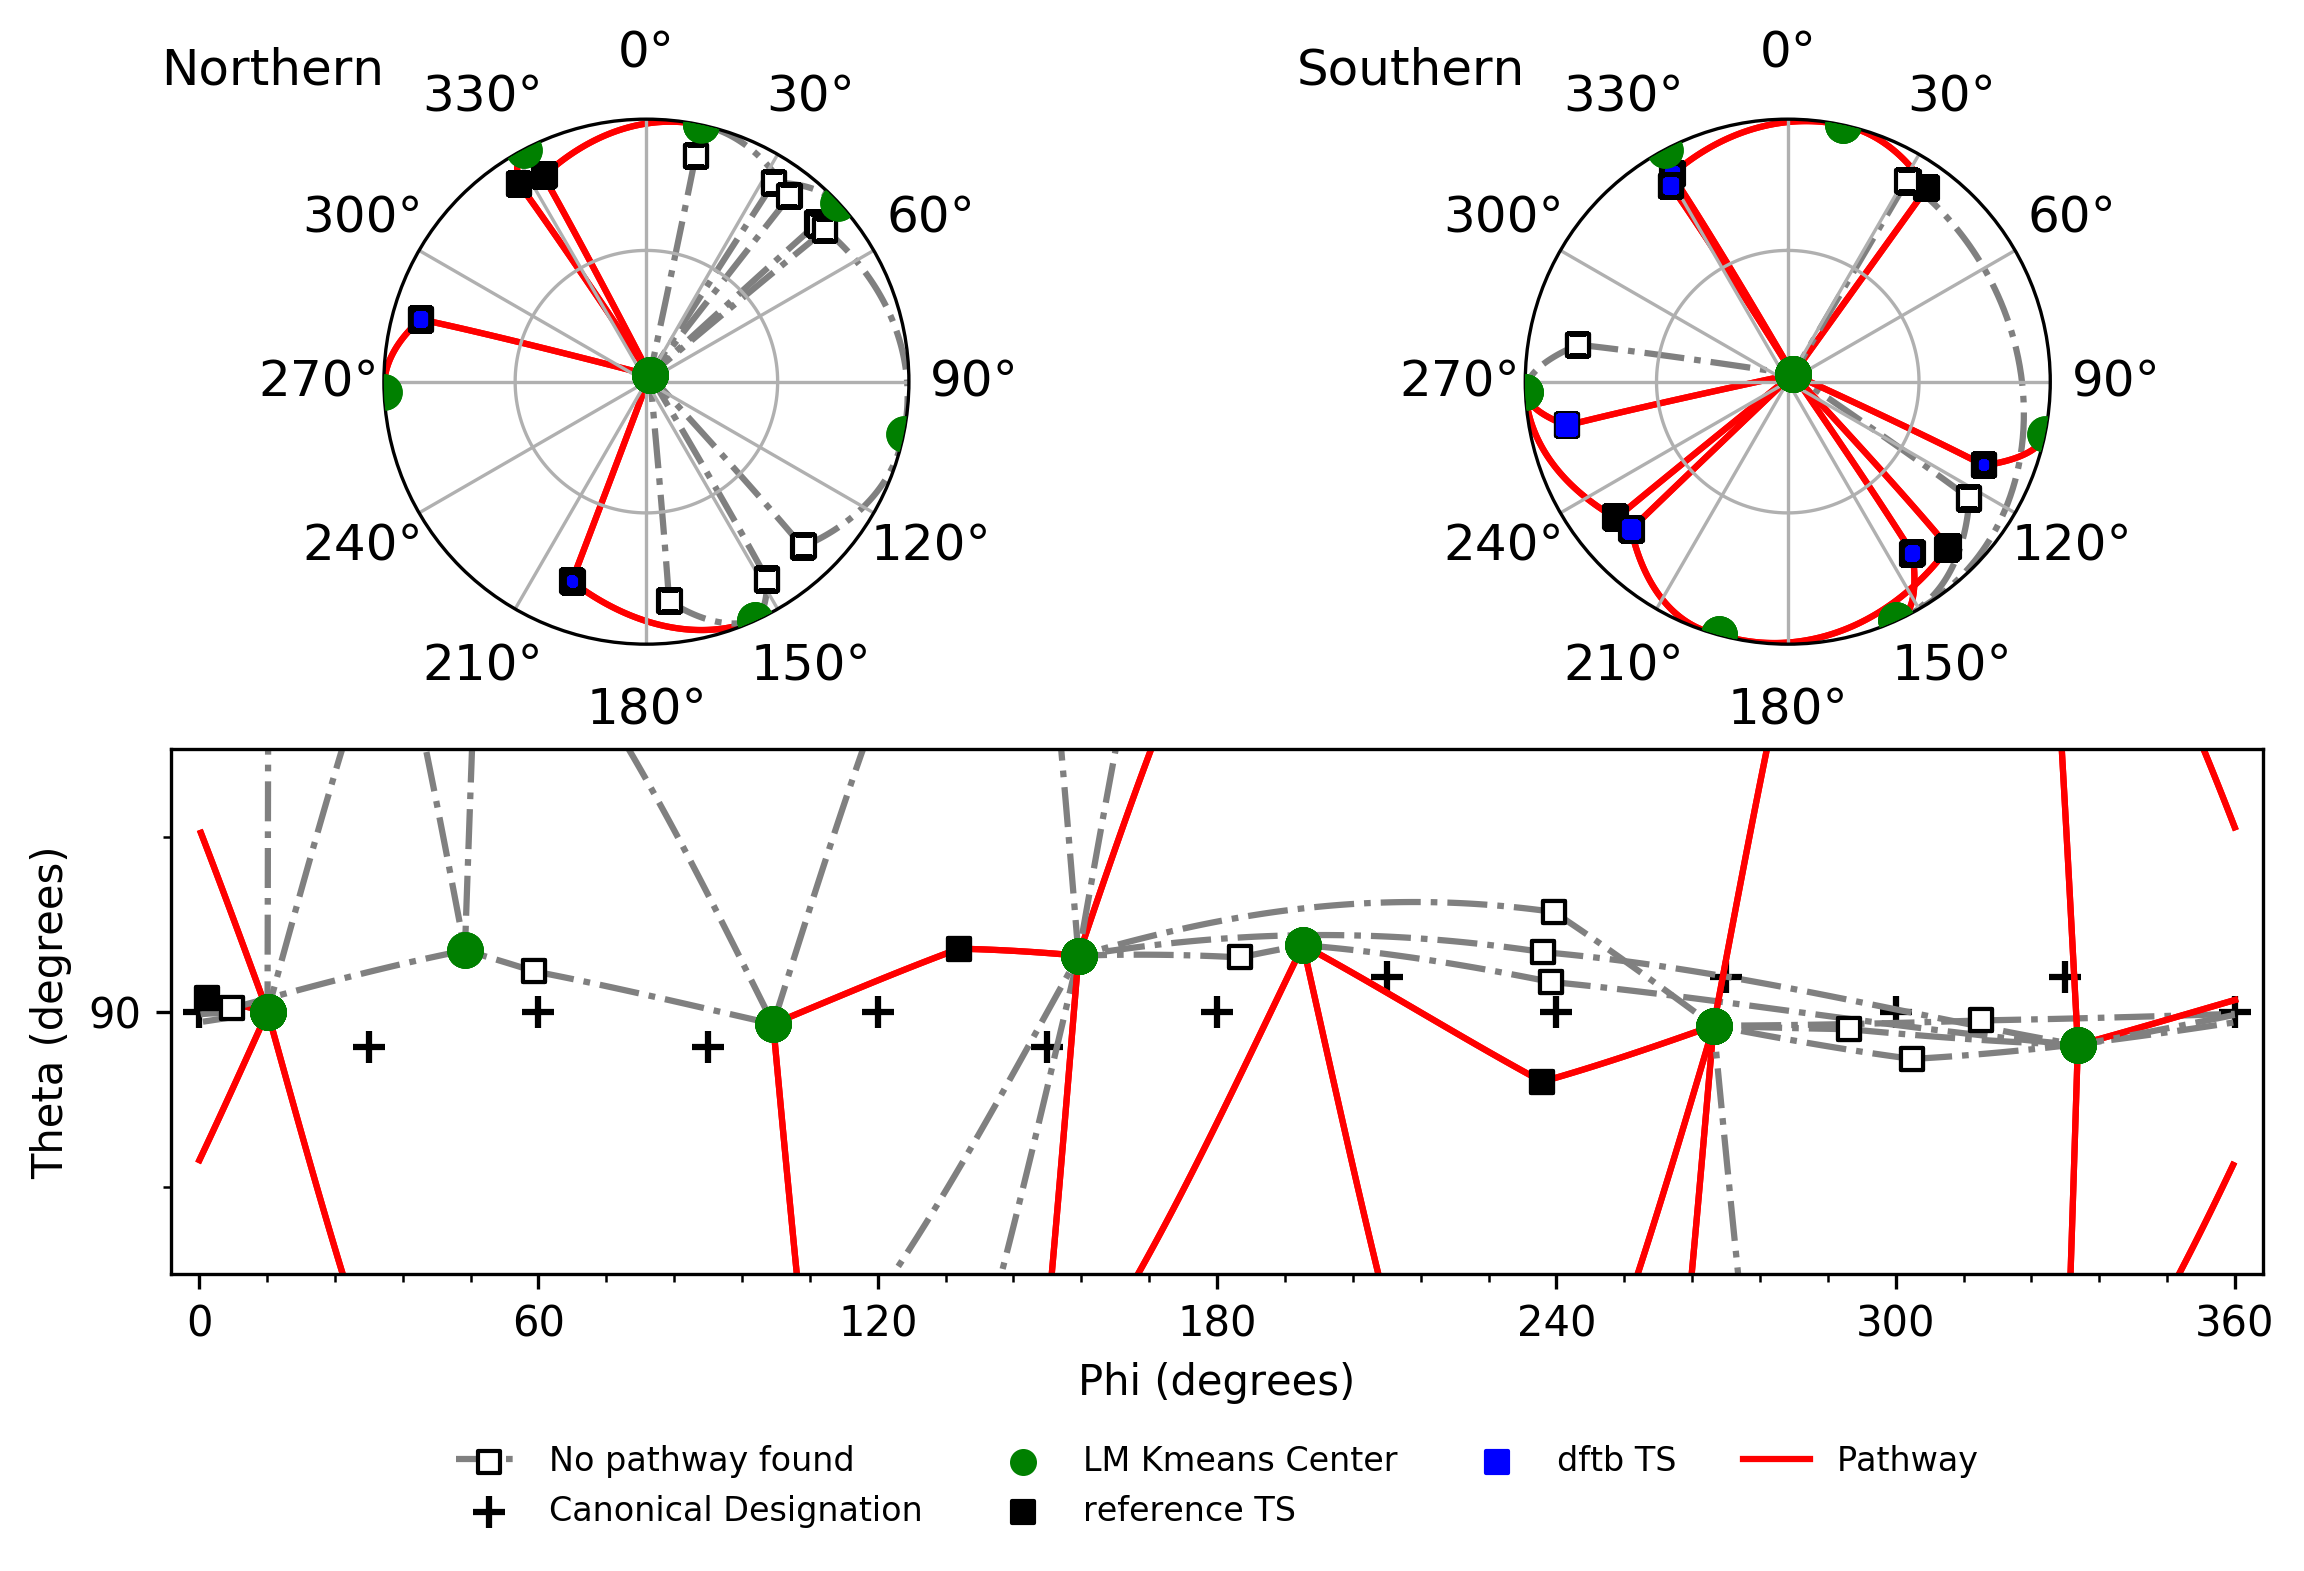 Northern
0°
30°
60°
90°
120°
150°
180°
210°
240°
270°
300°
330°
Southern
0°
30°
60°
90°
120°
150°
180°
210°
240°
270°
300°
330°
Theta (degrees)
90
0 60 120 180 240 300 360
Phi (degrees)
No pathway found
Canonical Designation
LM Kmeans Center
reference TS
dftb TS
Pathway